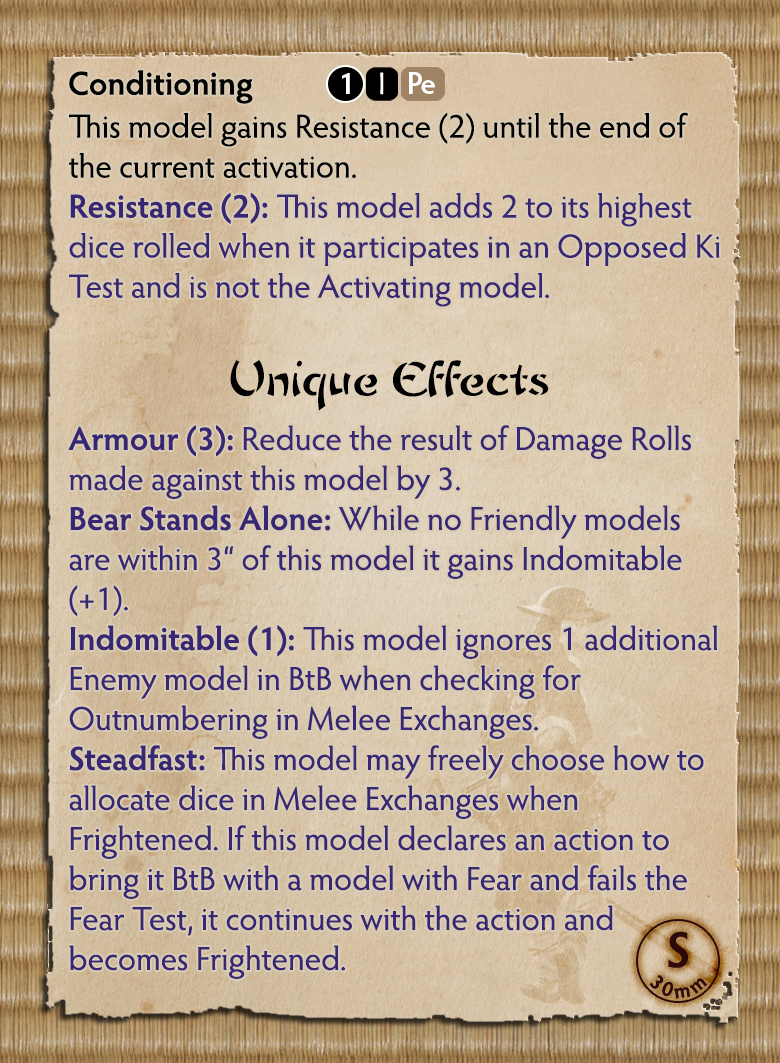 Conditioning 1 I Pe
This model gains Resistance (2) until the end of
the current activation.
Resistance (2): This model adds 2 to its highest
dice rolled when it participates in an Opposed Ki
Test and is not the Activating model.
Unique Effects
Armour (3): Reduce the result of Damage Rolls
made against this model by 3.
Bear Stands Alone: While no Friendly models
are within 3“ of this model it gains Indomitable
(+1).
Indomitable (1): This model ignores 1 additional
Enemy model in BtB when checking for
Outnumbering in Melee Exchanges.
Steadfast: This model may freely choose how to
allocate dice in Melee Exchanges when
Frightened. If this model declares an action to
bring it BtB with a model with Fear and fails the
Fear Test, it continues with the action and
becomes Frightened.
S
30mm